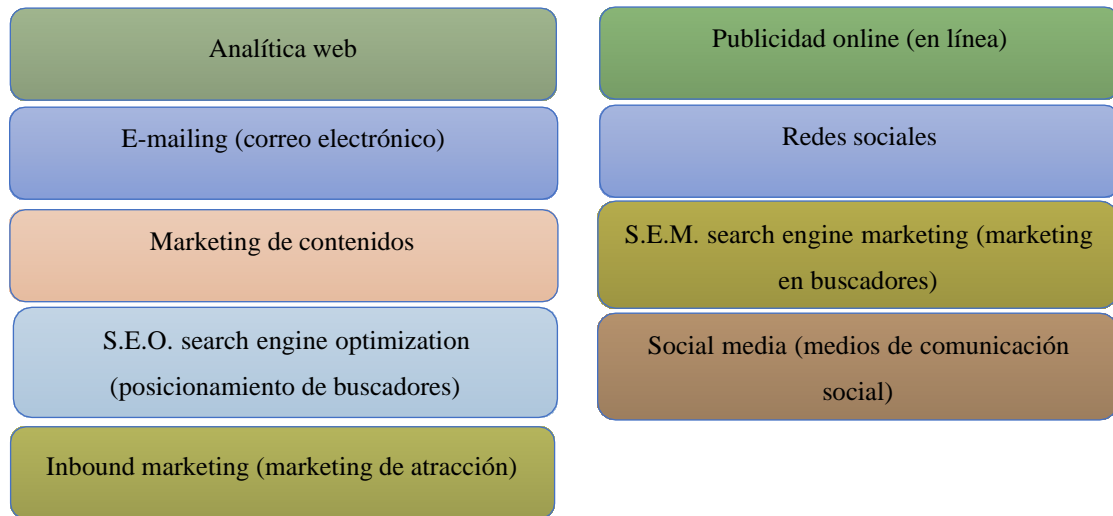 Analítica web
E-mailing (correo electrónico)
Marketing de contenidos
S.E.O. search engine optimization
(posicionamiento de buscadores)
Inbound marketing (marketing de atracción)
Publicidad online (en línea)
Redes sociales
S.E.M. search engine marketing (marketing
en buscadores)
Social media (medios de comunicación
social)